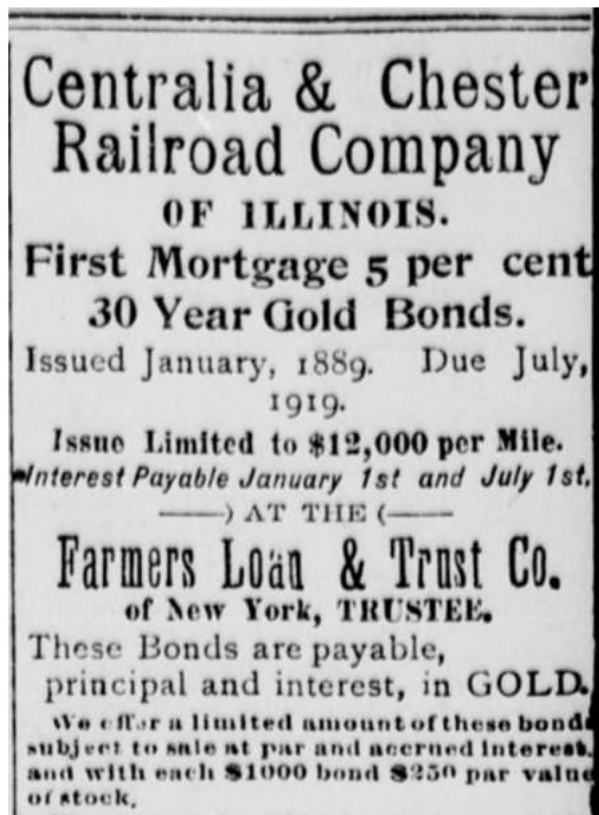 Centralia & Chester
Railroad Company
OF ILLINOIS.
First Mortgage 5 per cent
30 Year Gold Bonds.
Issued January, 1889. Due July,
1919.
Issue Limited to $12,000 per Mile.
Interest Payable January 1st and July 1st,
——) AT THE (——
Farmers Loan & Trust Co.
of New York, TRUSTEE.
These Bonds are payable,
principal and interest, in GOLD.
We offer a limited amount of these bonds
subject to sale at par and accrued interest,
and with each $1000 bond $250 par value
of stock.